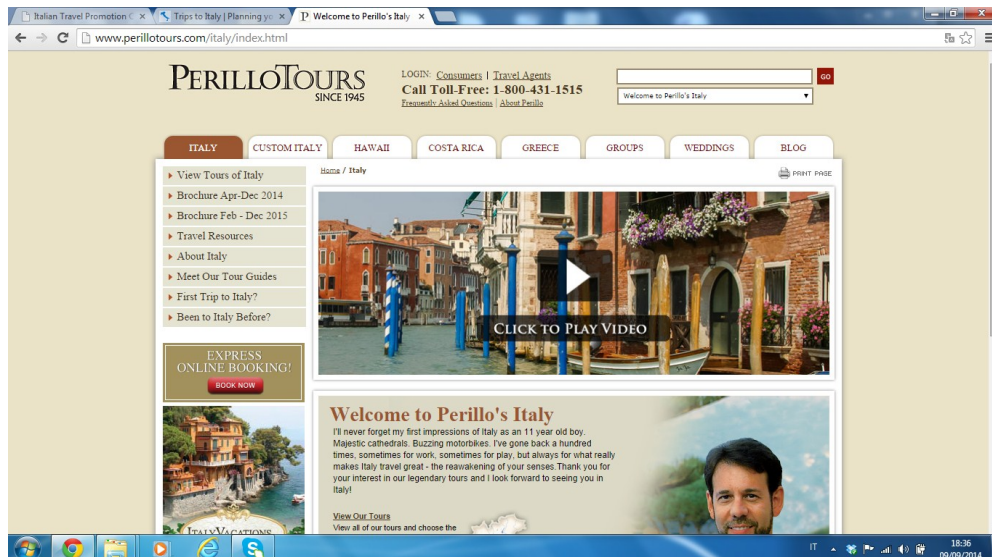 Italian Travel Promotion C
Trips to Italy | Planning yo
P Welcome to Perillo's Italy
www.perillotours.com/italy/index.html
PERILLOTOURS
SINCE 1945
LOGIN: Consumers | Travel Agents
Call Toll-Free: 1-800-431-1515
Frequently Asked Questions | About Perillo
GO
Welcome to Perillo's Italy
ITALY CUSTOM ITALY HAWAII COSTA RICA GREECE GROUPS WEDDINGS BLOG
View Tours of Italy
Brochure Apr-Dec 2014
Brochure Feb - Dec 2015
Travel Resources
About Italy
Meet Our Tour Guides
First Trip to Italy?
Been to Italy Before?
EXPRESS
ONLINE BOOKING!
BOOK NOW
ITALYVACATIONS
Home / Italy
PRINT PAGE
CLICK TO PLAY VIDEO
Welcome to Perillo's Italy
I'll never forget my first impressions of Italy as an 11 year old boy.
Majestic cathedrals. Buzzing motorbikes. I've gone back a hundred
times, sometimes for work, sometimes for play, but always for what really
makes Italy travel great - the reawakening of your senses.Thank you for
your interest in our legendary tours and I look forward to seeing you in
Italy!
View Our Tours
View all of our tours and choose the
IT
18:36
09/09/2014